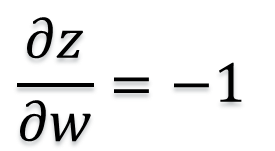 ∂z/∂w = −1